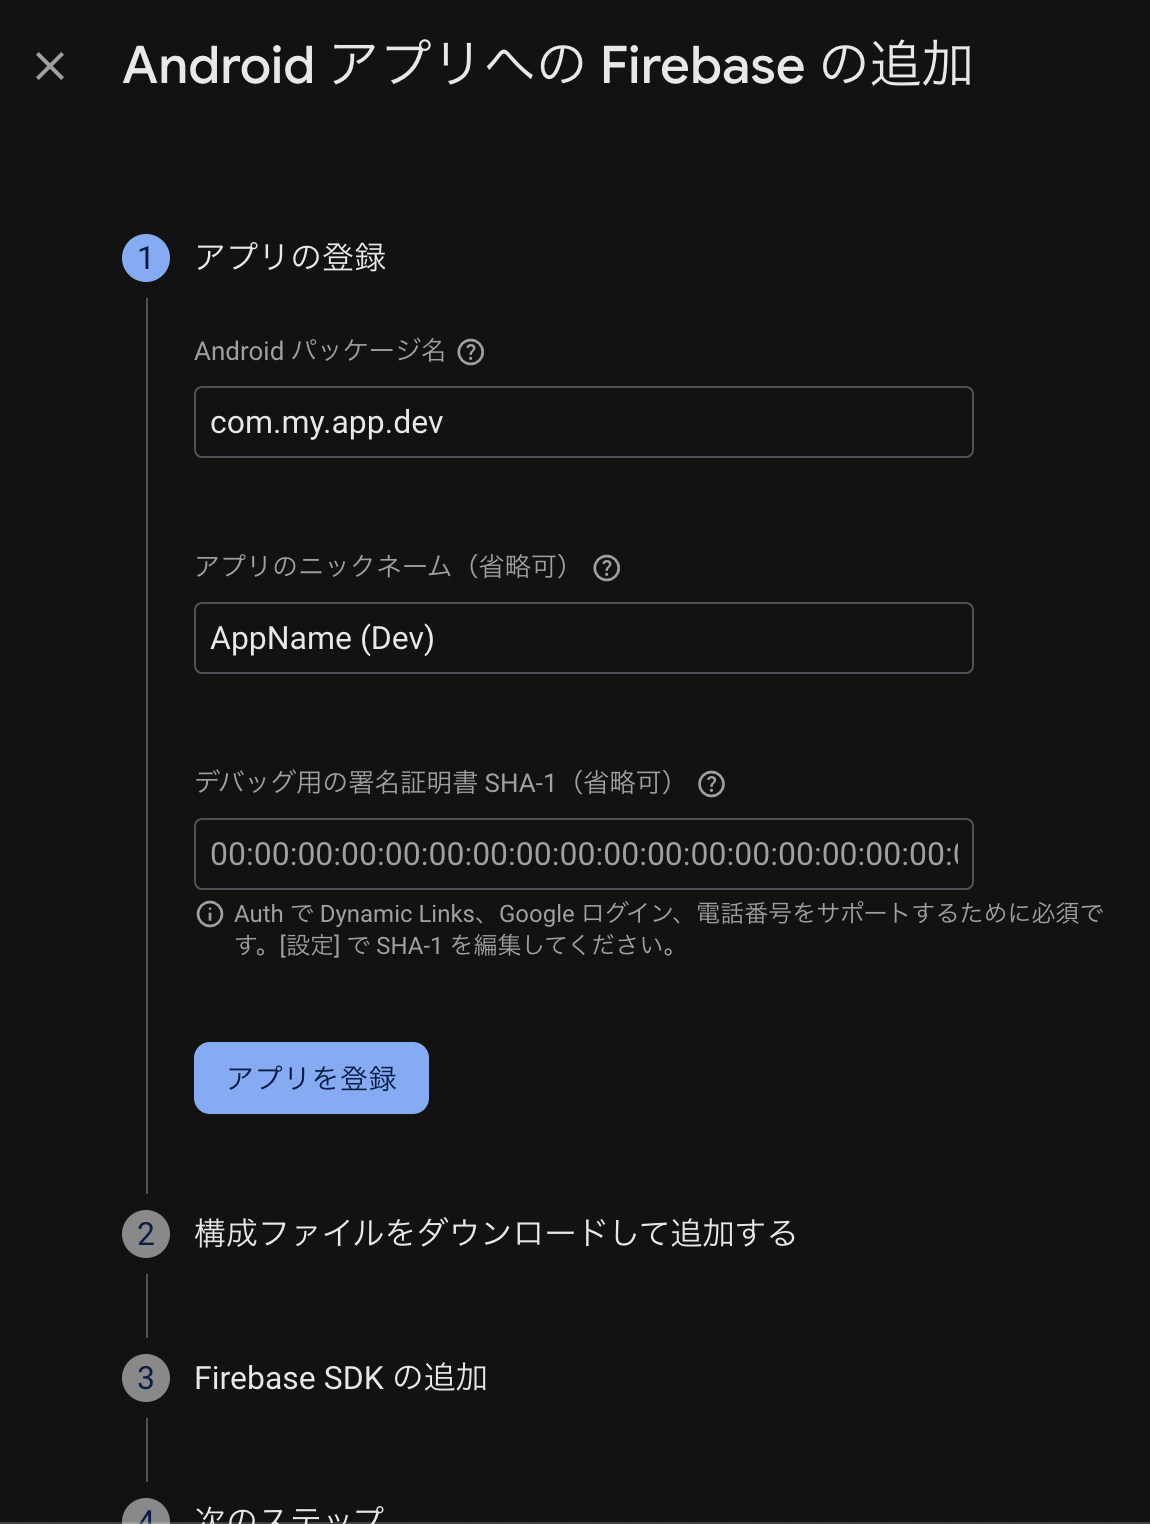 Android アプリへの Firebase の追加
1 アプリの登録
Android パッケージ名
com.my.app.dev
アプリのニックネーム（省略可）
AppName (Dev)
デバッグ用の署名証明書 SHA-1（省略可）
00:00:00:00:00:00:00:00:00:00:00:00:00:00:00:00:00:
Auth で Dynamic Links、Google ログイン、電話番号をサポートするために必須で
す。[設定] で SHA-1 を編集してください。
アプリを登録
2 構成ファイルをダウンロードして追加する
3 Firebase SDK の追加
4 次のステップ